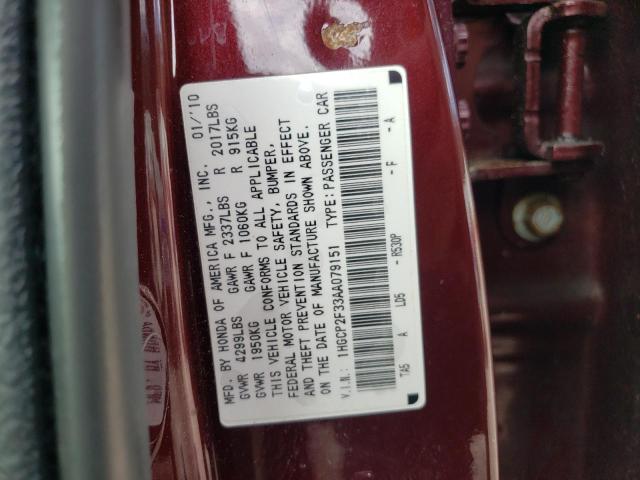 MFD. BY HONDA OF AMERICA MFG., INC. 01/'10
GVWR 4299LBS GAWR F 2337LBS R 2017LBS
GVWR 1950KG GAWR F 1060KG R 915KG
THIS VEHICLE CONFORMS TO ALL APPLICABLE
FEDERAL MOTOR VEHICLE SAFETY, BUMPER,
AND THEFT PREVENTION STANDARDS IN EFFECT
ON THE DATE OF MANUFACTURE SHOWN ABOVE.
V.I.N.: 1HGCP2F33AA079151 TYPE:PASSENGER CAR
TA5 A LD5 - R530P - F - A